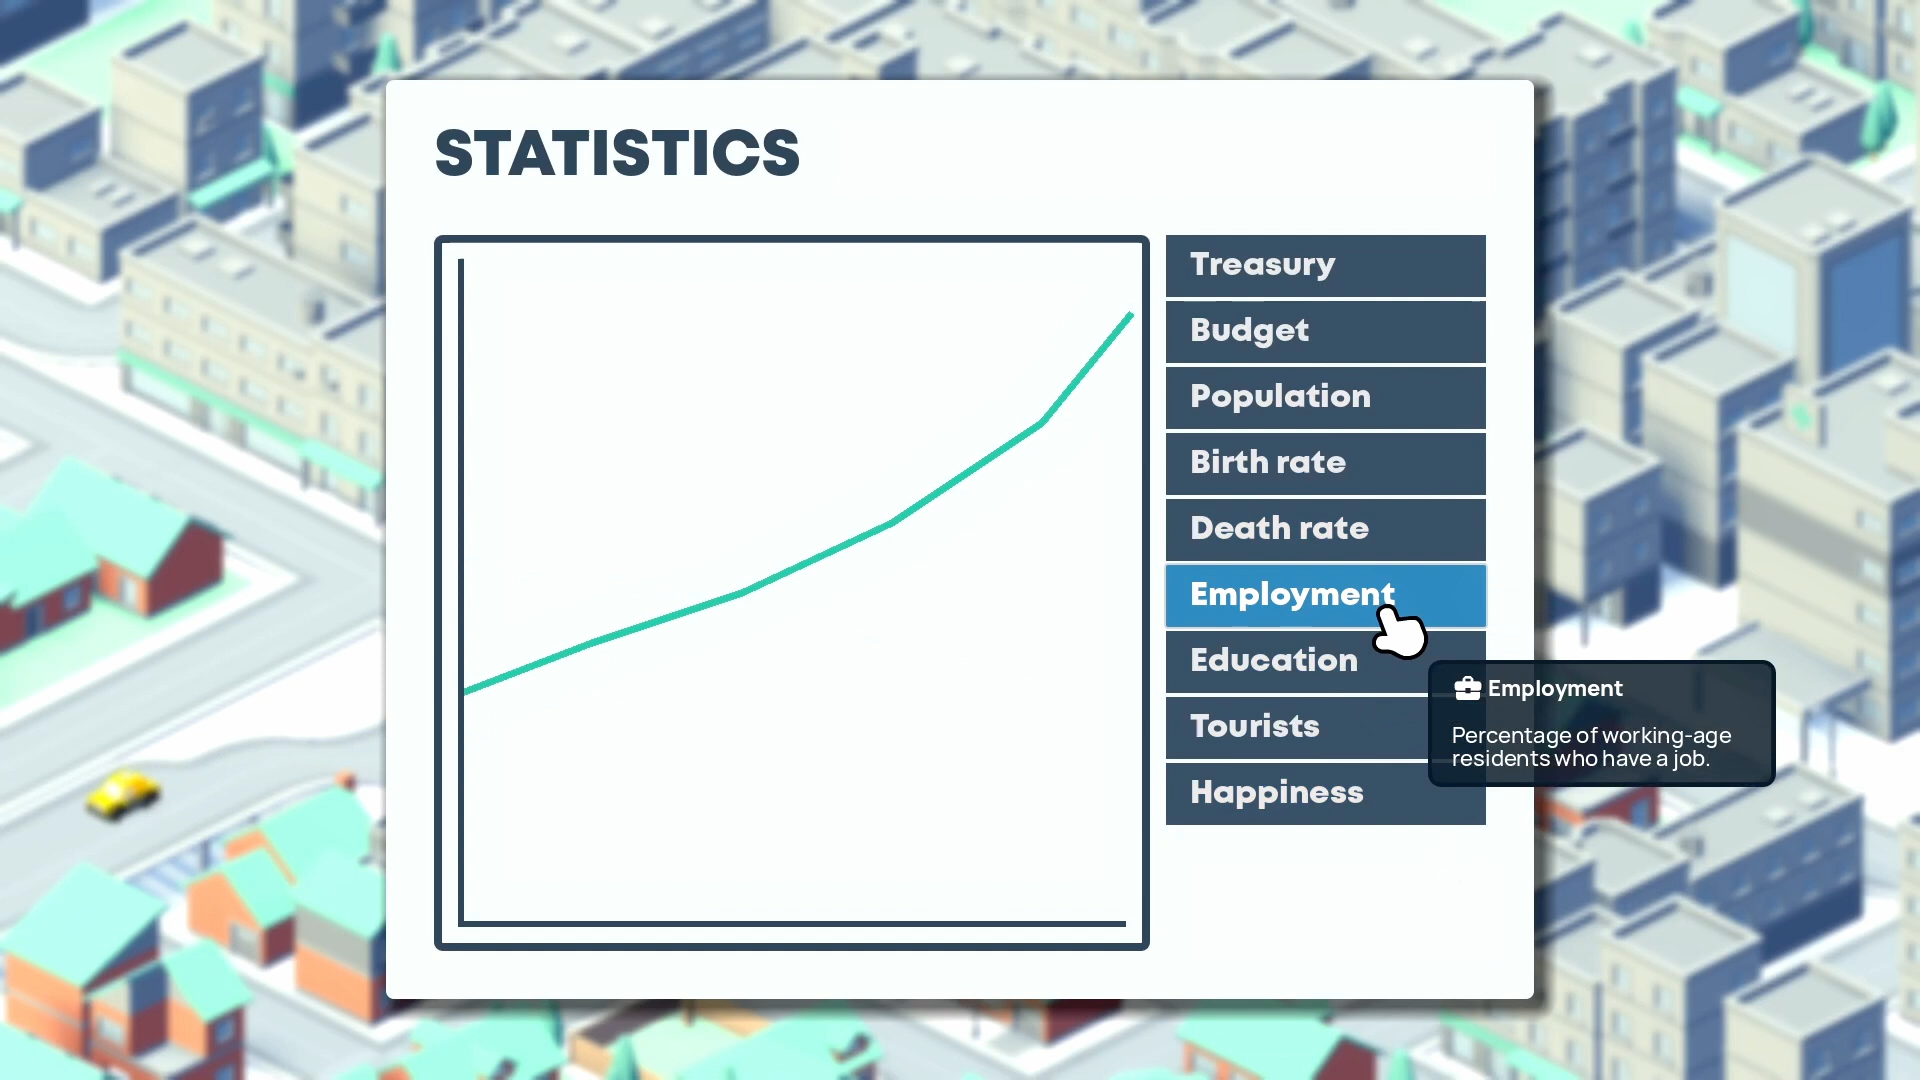 STATISTICS
Treasury
Budget
Population
Birth rate
Death rate
Employment
Education
Tourists
Happiness
Employment
Percentage of working-age
residents who have a job.